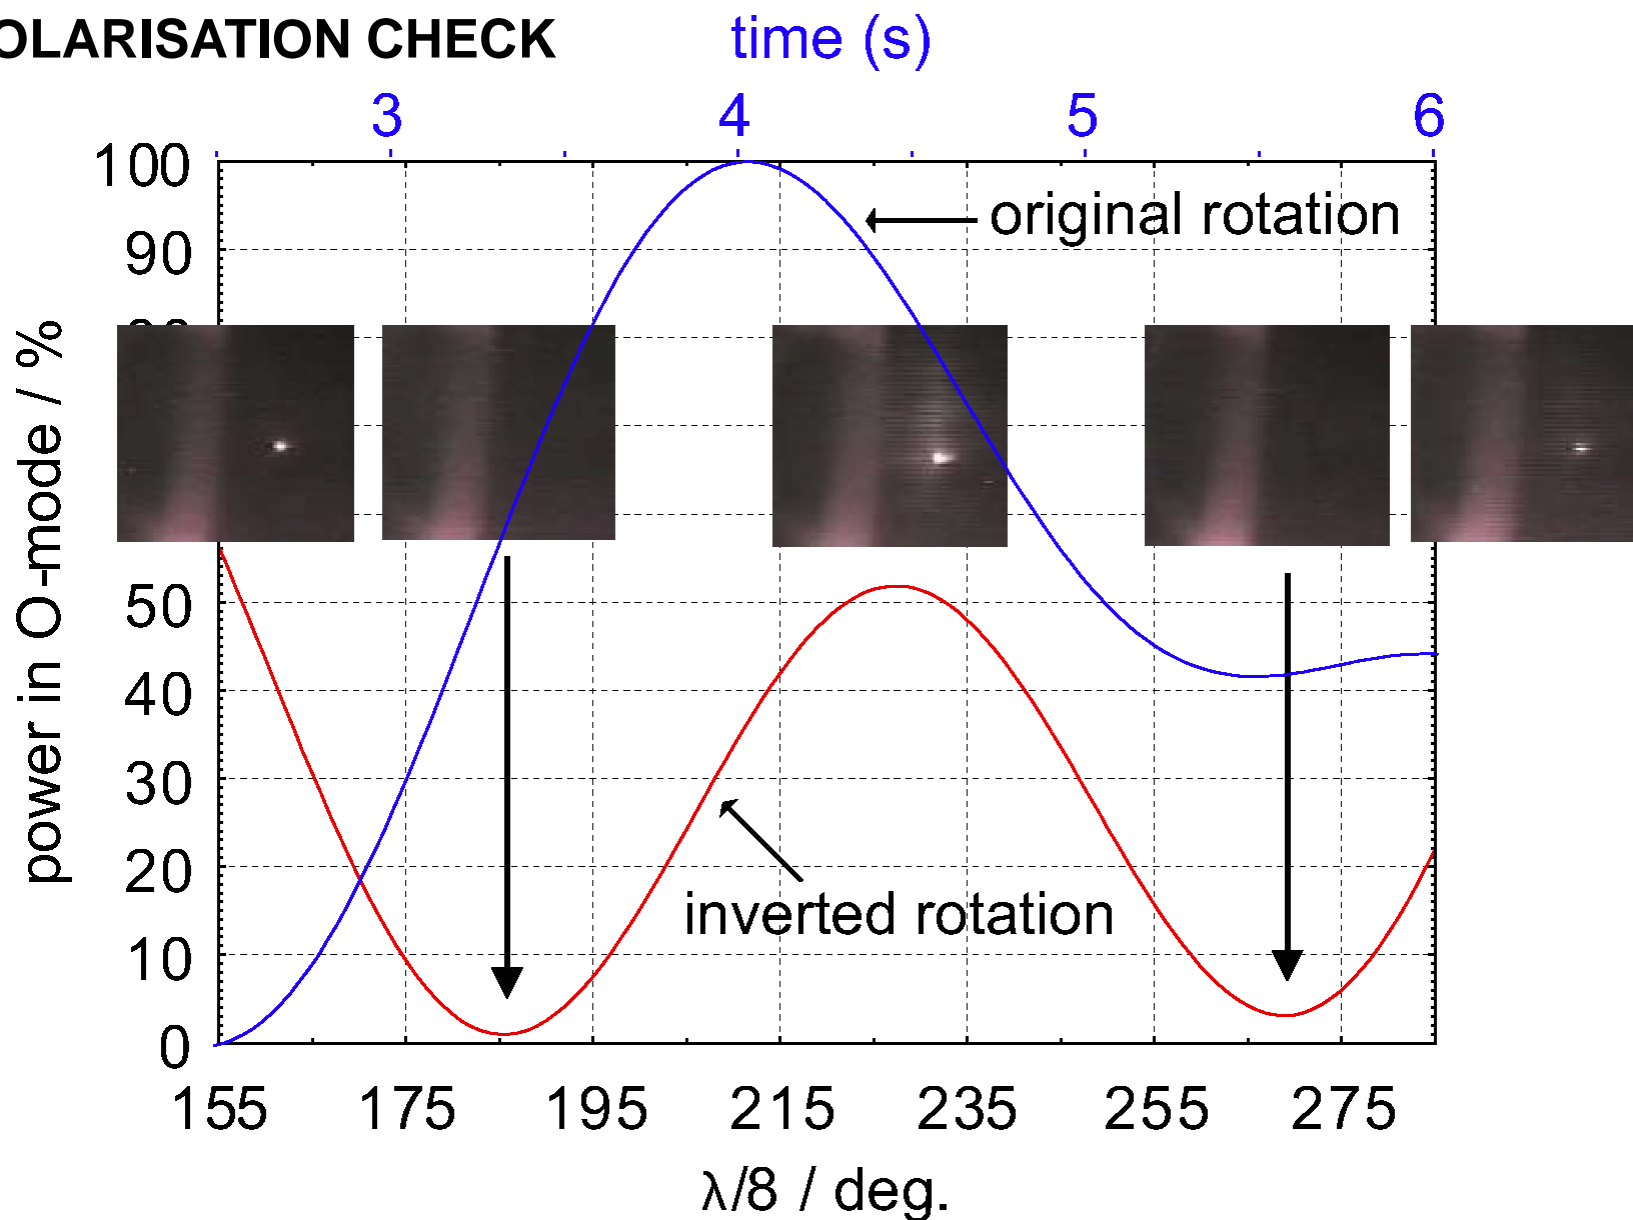 OLARISATION CHECK
time (s)
3 4 5 6
100
90
50
40
30
20
10
0
power in O-mode / %
original rotation
inverted rotation
155 175 195 215 235 255 275
λ/8 / deg.